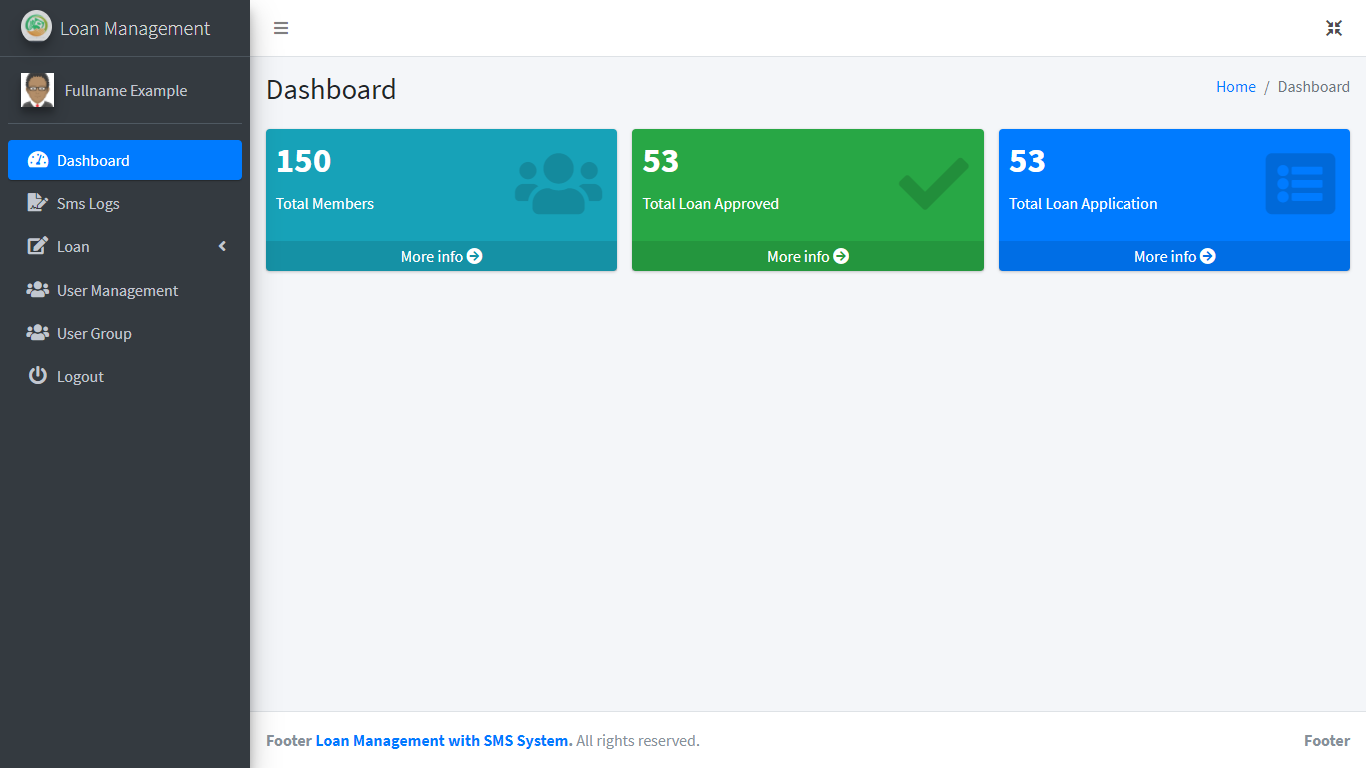 Loan Management
Fullname Example
Dashboard
Sms Logs
Loan
User Management
User Group
Logout
Dashboard
Home / Dashboard
150
Total Members
More info
53
Total Loan Approved
More info
53
Total Loan Application
More info
Footer Loan Management with SMS System. All rights reserved.
Footer